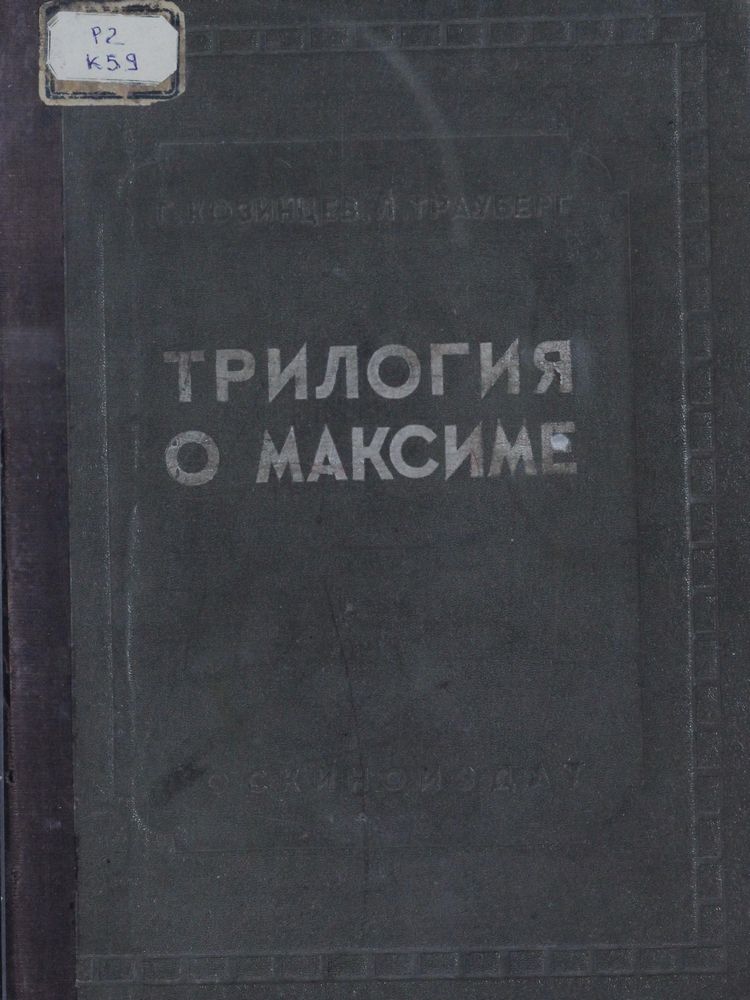 Р2
К59
Г. КОЗИНЦЕВ, Л. ТРАУБЕРГ
ТРИЛОГИЯ
О МАКСИМЕ
ГОСКИНОИЗДАТ